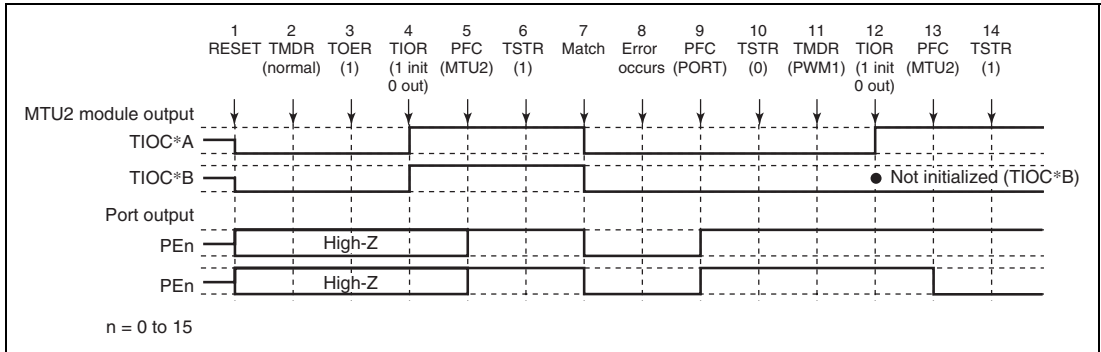 1 2 3 4 5 6 7 8 9 10 11 12 13 14
RESET TMDR TOER TIOR PFC TSTR Match Error PFC TSTR TMDR TIOR PFC TSTR
(normal) (1) (1 init (MTU2) (1) occurs (PORT) (0) (PWM1) (1 init (MTU2) (1)
0 out) 0 out)
MTU2 module output
TIOC*A
TIOC*B
● Not initialized (TIOC*B)
Port output
PEn High-Z
PEn High-Z
n = 0 to 15